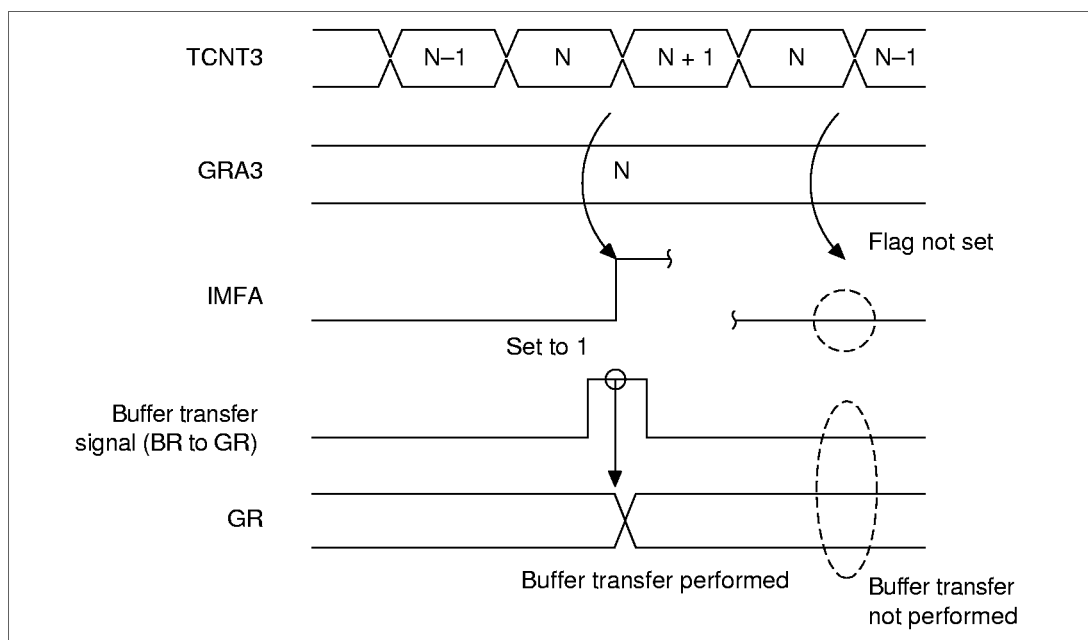 TCNT3 N–1 N N + 1 N N–1
GRA3 N
Flag not set
IMFA
Set to 1
Buffer transfer
signal (BR to GR)
GR
Buffer transfer performed
Buffer transfer
not performed